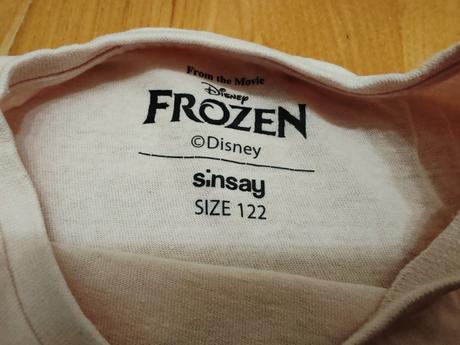 From the Movie
Disney
FROZEN
©Disney
sinsay
SIZE 122